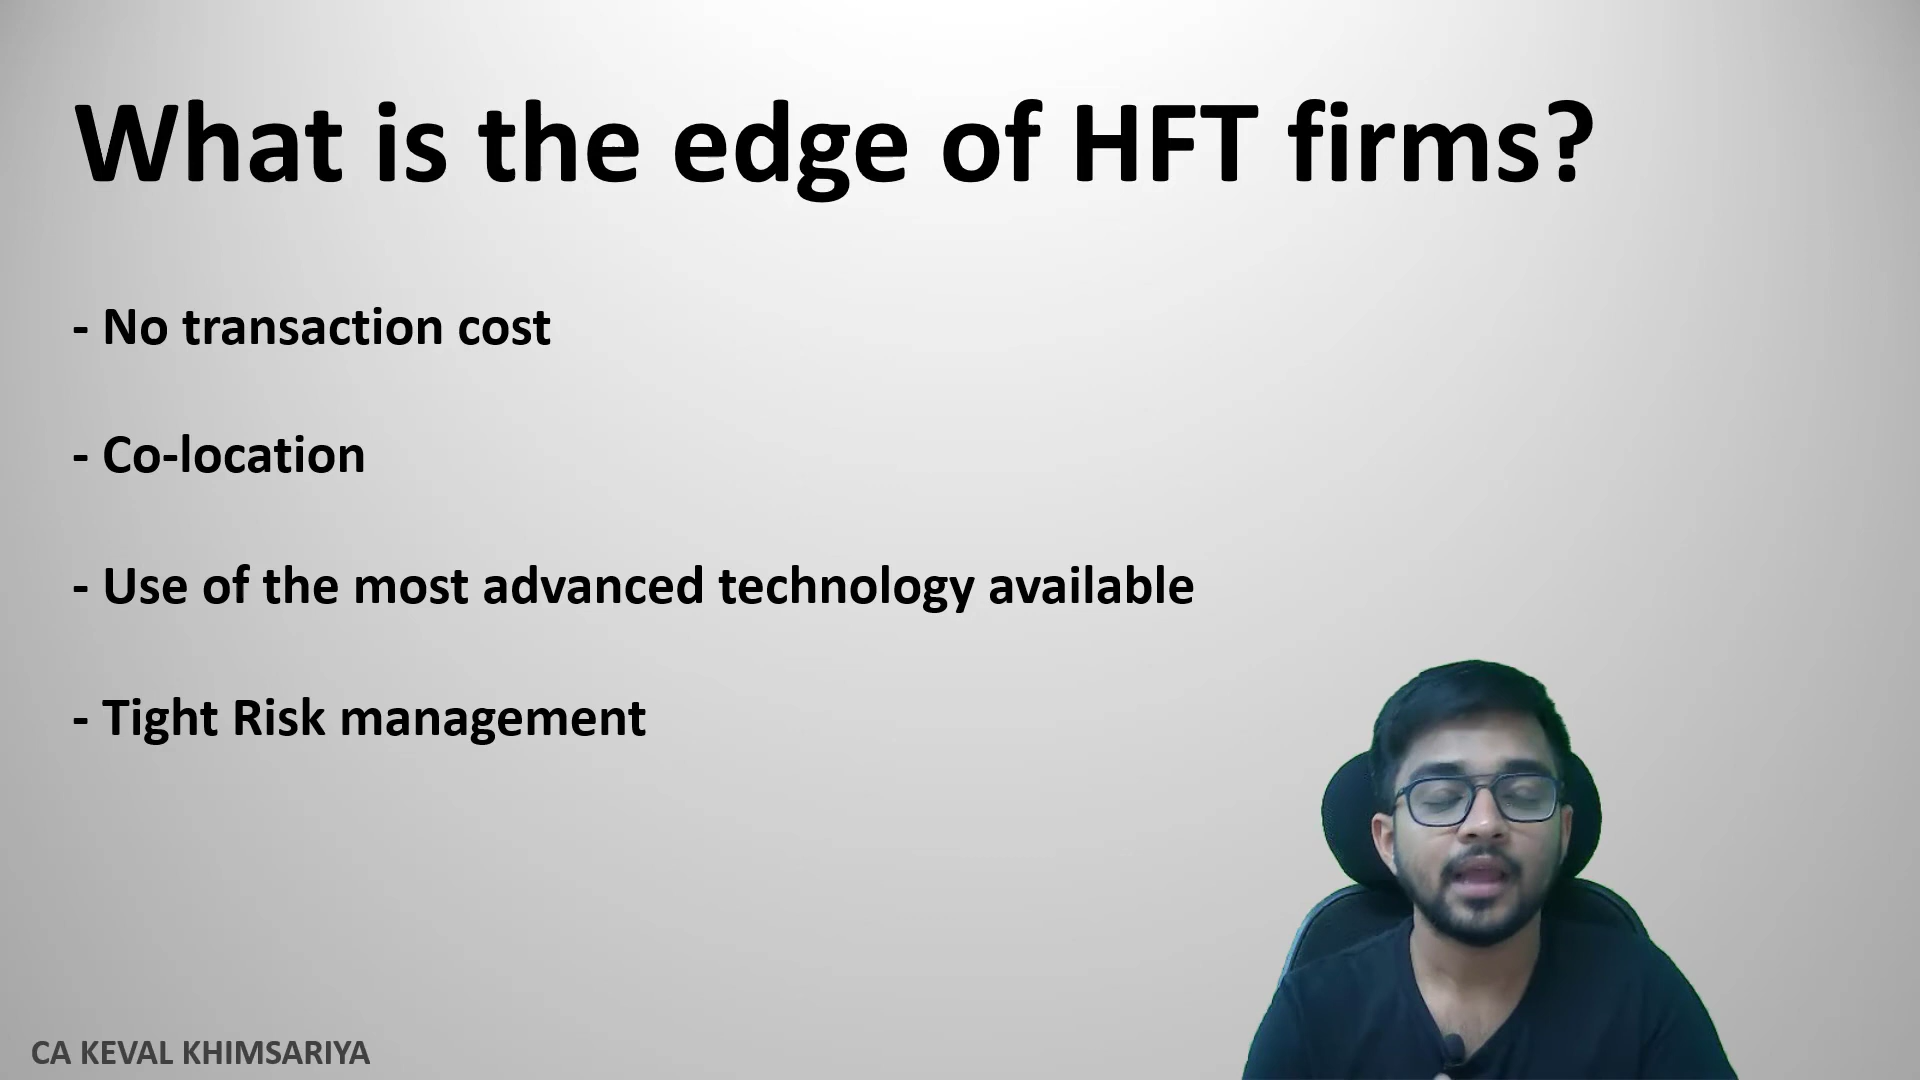 What is the edge of HFT firms?
- No transaction cost
- Co-location
- Use of the most advanced technology available
- Tight Risk management
CA KEVAL KHIMSARIYA